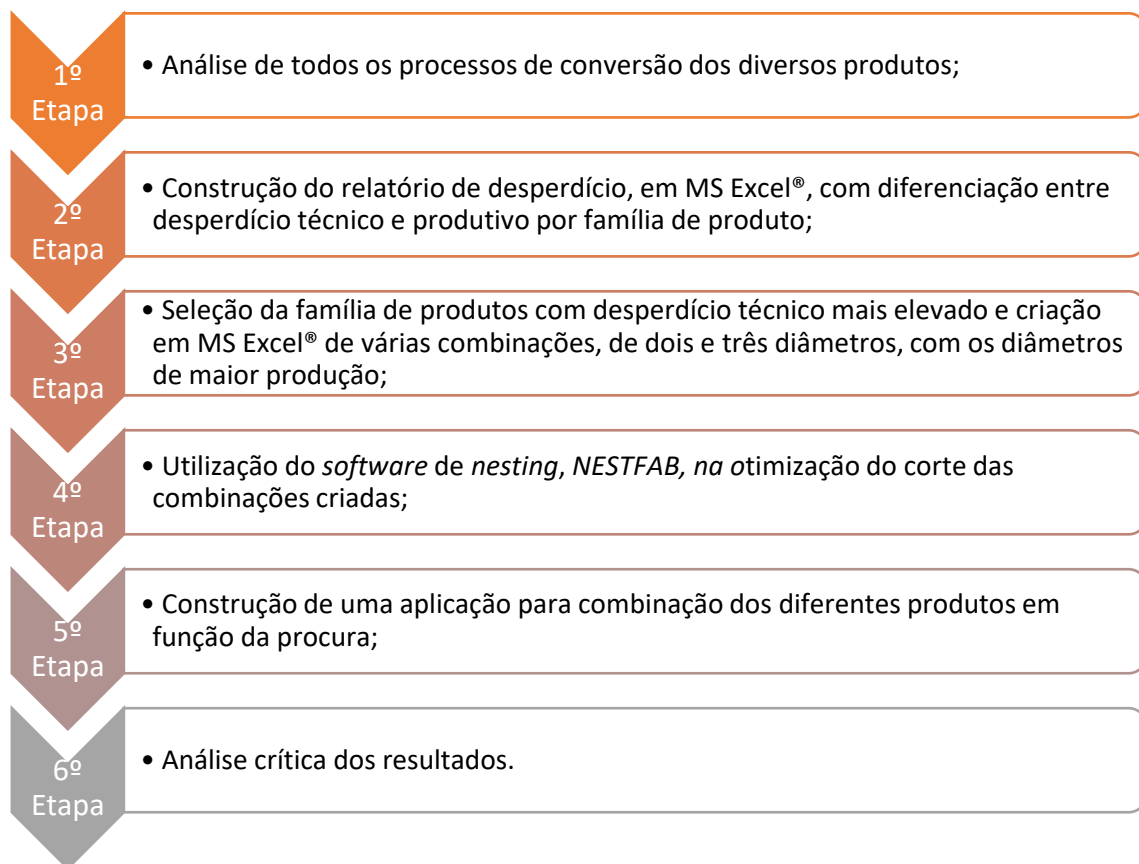 1º
Etapa
• Análise de todos os processos de conversão dos diversos produtos;
2º
Etapa
• Construção do relatório de desperdício, em MS Excel®, com diferenciação entre
desperdício técnico e produtivo por família de produto;
3º
Etapa
• Seleção da família de produtos com desperdício técnico mais elevado e criação
em MS Excel® de várias combinações, de dois e três diâmetros, com os diâmetros
de maior produção;
4º
Etapa
• Utilização do software de nesting, NESTFAB, na otimização do corte das
combinações criadas;
5º
Etapa
• Construção de uma aplicação para combinação dos diferentes produtos em
função da procura;
6º
Etapa
• Análise crítica dos resultados.